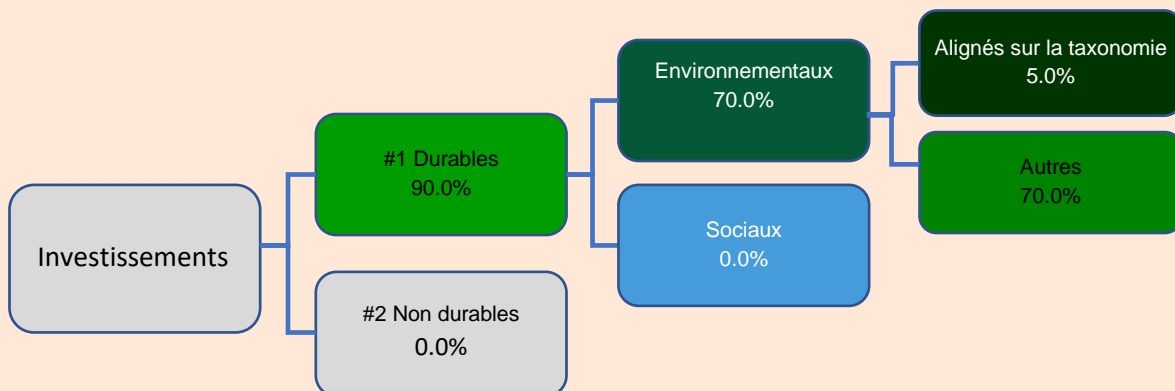 Investissements
#1 Durables
90.0%
#2 Non durables
0.0%
Environnementaux
70.0%
Sociaux
0.0%
Alignés sur la taxonomie
5.0%
Autres
70.0%